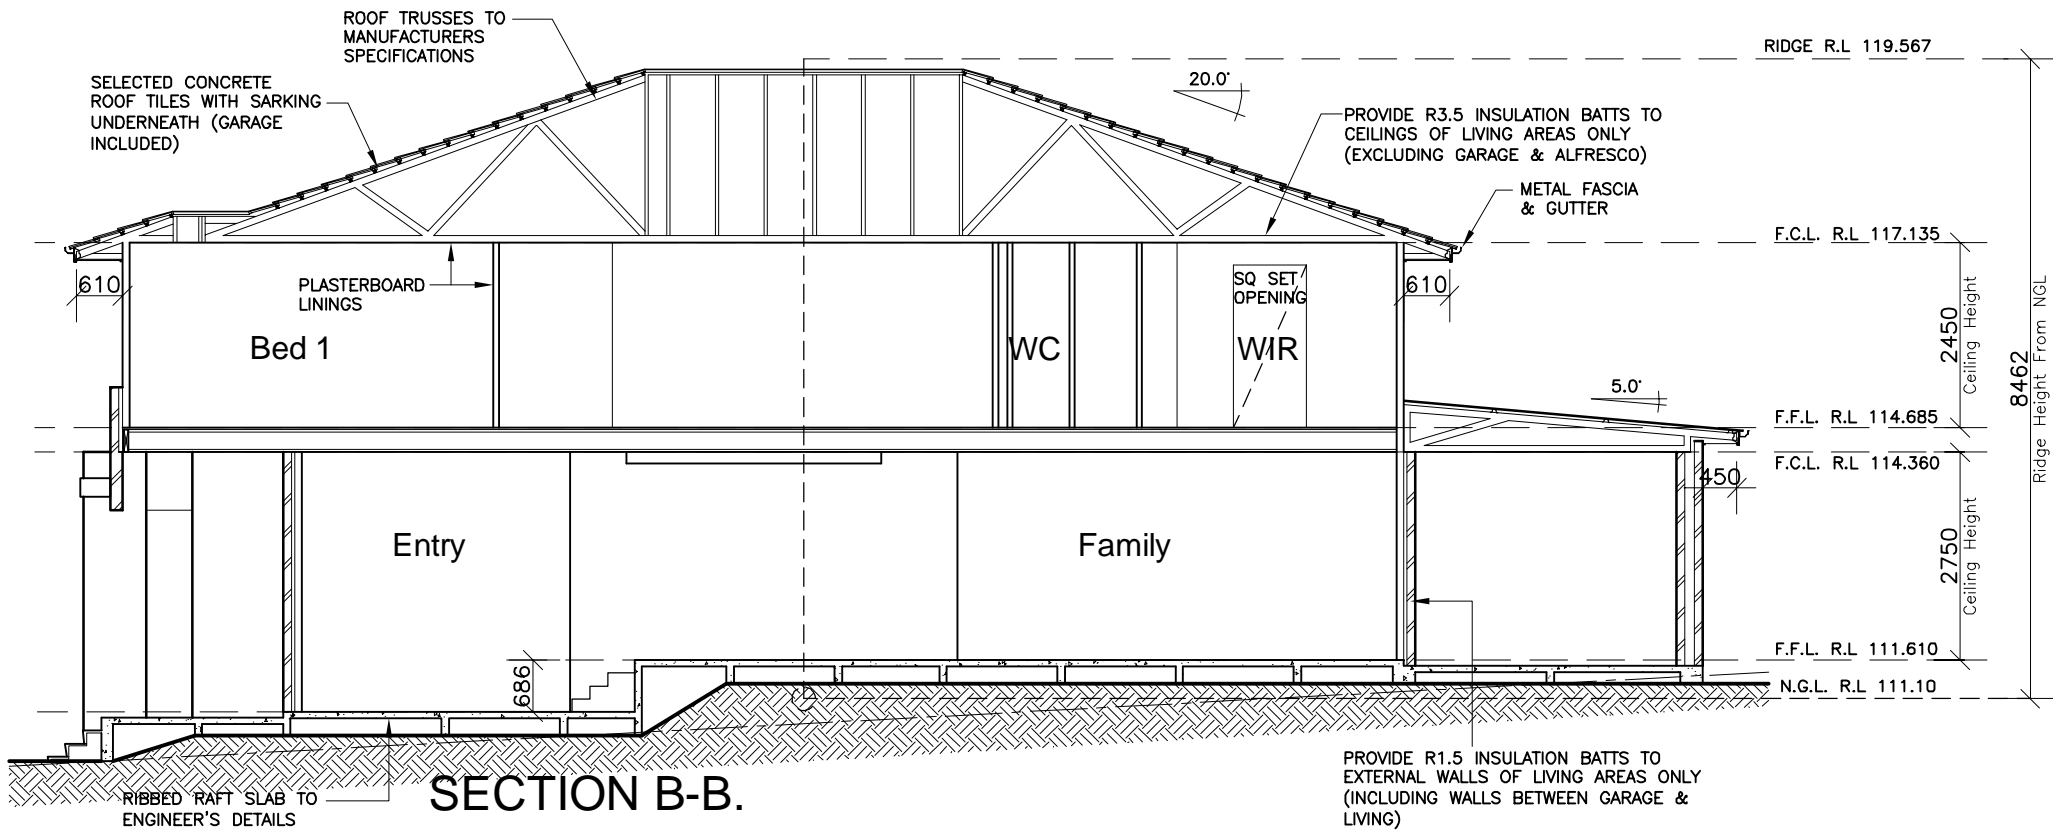 ROOF TRUSSES TO
MANUFACTURERS
SPECIFICATIONS
SELECTED CONCRETE
ROOF TILES WITH SARKING
UNDERNEATH (GARAGE
INCLUDED)
RIDGE R.L 119.567
20.0°
PROVIDE R3.5 INSULATION BATTS TO
CEILINGS OF LIVING AREAS ONLY
(EXCLUDING GARAGE & ALFRESCO)
METAL FASCIA
& GUTTER
F.C.L. R.L 117.135
610
PLASTERBOARD
LININGS
SQ SET
OPENING
610
Bed 1
WC
WIR
2450
Ceiling Height
8462
Ridge Height From NGL
5.0°
F.F.L. R.L 114.685
F.C.L. R.L 114.360
450
Entry
Family
2750
Ceiling Height
686
F.F.L. R.L 111.610
N.G.L. R.L 111.10
RIBBED RAFT SLAB TO
ENGINEER'S DETAILS
SECTION B-B.
PROVIDE R1.5 INSULATION BATTS TO
EXTERNAL WALLS OF LIVING AREAS ONLY
(INCLUDING WALLS BETWEEN GARAGE &
LIVING)